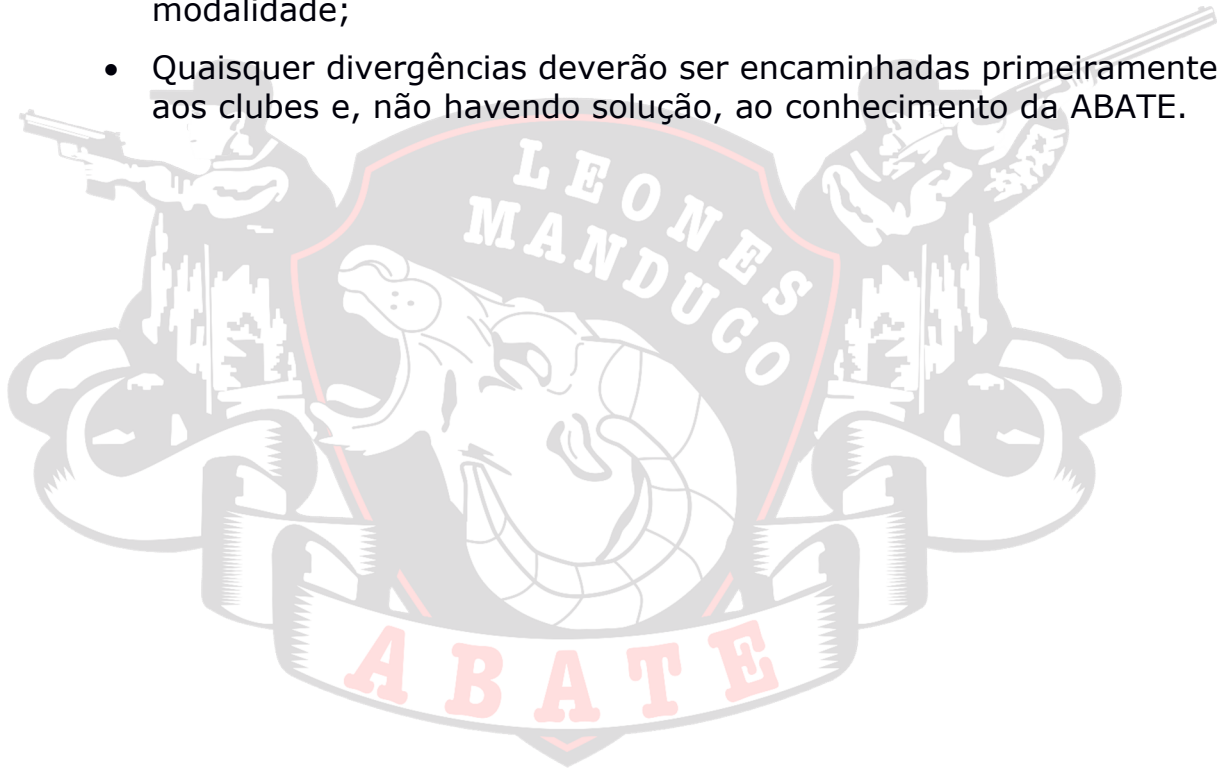 modalidade;
• Quaisquer divergências deverão ser encaminhadas primeiramente
aos clubes e, não havendo solução, ao conhecimento da ABATE.
LEONES
MANDUCO
ABATE